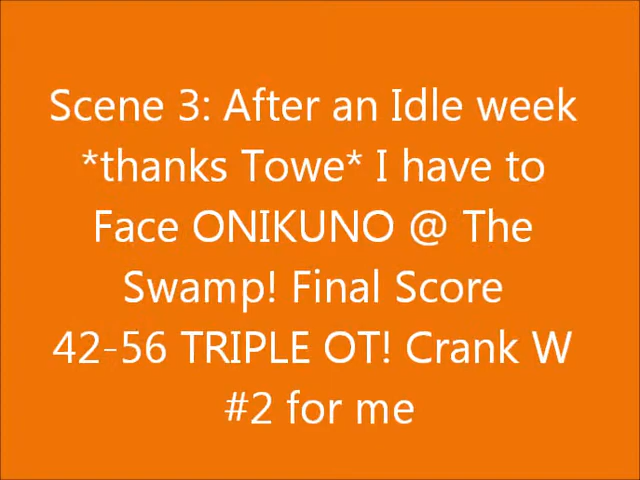 Scene 3: After an Idle week
*thanks Towe* I have to
Face ONIKUNO @ The
Swamp! Final Score
42-56 TRIPLE OT! Crank W
#2 for me